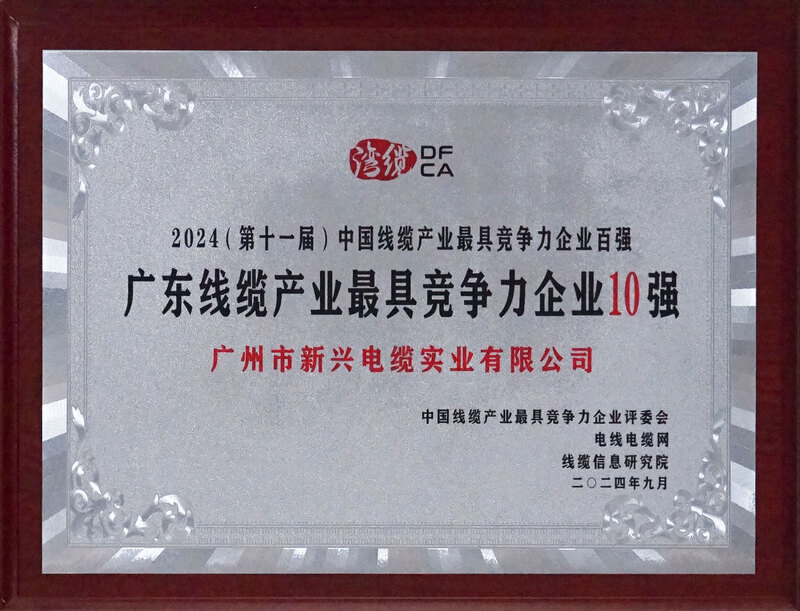 湾缆 DF
CA
2024(第十一届)中国线缆产业最具竞争力企业百强
广东线缆产业最具竞争力企业10强
广州市新兴电缆实业有限公司
中国线缆产业最具竞争力企业评委会
电线电缆网
线缆信息研究院
二〇二四年九月